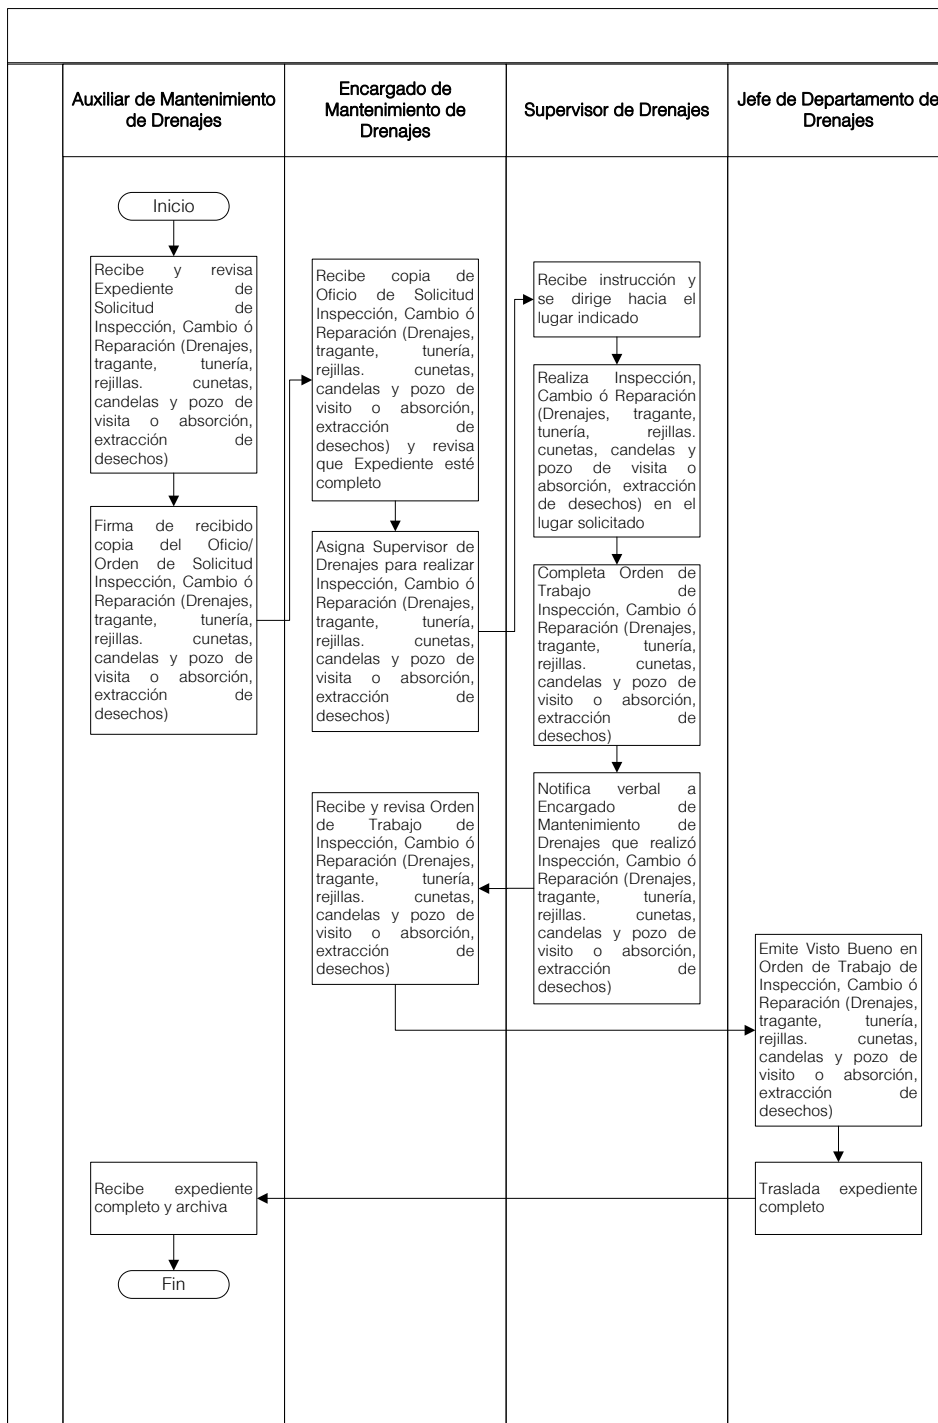 Auxiliar de Mantenimiento
de Drenajes
Encargado de
Mantenimiento de
Drenajes
Supervisor de Drenajes
Jefe de Departamento de
Drenajes
Inicio
Recibe y revisa
Expediente de
Solicitud de
Inspección, Cambio ó
Reparación (Drenajes,
tragante, tunería,
rejillas. cunetas,
candelas y pozo de
visita o absorción,
extracción de
desechos)
Firma de recibido
copia del Oficio/
Orden de Solicitud
Inspección, Cambio ó
Reparación (Drenajes,
tragante, tunería,
rejillas. cunetas,
candelas y pozo de
visita o absorción,
extracción de
desechos)
Recibe copia de
Oficio de Solicitud
Inspección, Cambio ó
Reparación (Drenajes,
tragante, tunería,
rejillas. cunetas,
candelas y pozo de
visito o absorción,
extracción de
desechos) y revisa
que Expediente esté
completo
Asigna Supervisor de
Drenajes para realizar
Inspección, Cambio ó
Reparación (Drenajes,
tragante, tunería,
rejillas. cunetas,
candelas y pozo de
visita o absorción,
extracción de
desechos)
Recibe instrucción y
se dirige hacia el
lugar indicado
Realiza Inspección,
Cambio ó Reparación
(Drenajes, tragante,
tunería, rejillas.
cunetas, candelas y
pozo de visita o
absorción, extracción
de desechos) en el
lugar solicitado
Completa Orden de
Trabajo de
Inspección, Cambio ó
Reparación (Drenajes,
tragante, tunería,
rejillas. cunetas,
candelas y pozo de
visito o absorción,
extracción de
desechos)
Notifica verbal a
Encargado de
Mantenimiento de
Drenajes que realizó
Inspección, Cambio ó
Reparación (Drenajes,
tragante, tunería,
rejillas. cunetas,
candelas y pozo de
visito o absorción,
extracción de
desechos)
Recibe y revisa Orden
de Trabajo de
Inspección, Cambio ó
Reparación (Drenajes,
tragante, tunería,
rejillas. cunetas,
candelas y pozo de
visito o absorción,
extracción de
desechos)
Emite Visto Bueno en
Orden de Trabajo de
Inspección, Cambio ó
Reparación (Drenajes,
tragante, tunería,
rejillas. cunetas,
candelas y pozo de
visito o absorción,
extracción de
desechos)
Traslada expediente
completo
Recibe expediente
completo y archiva
Fin